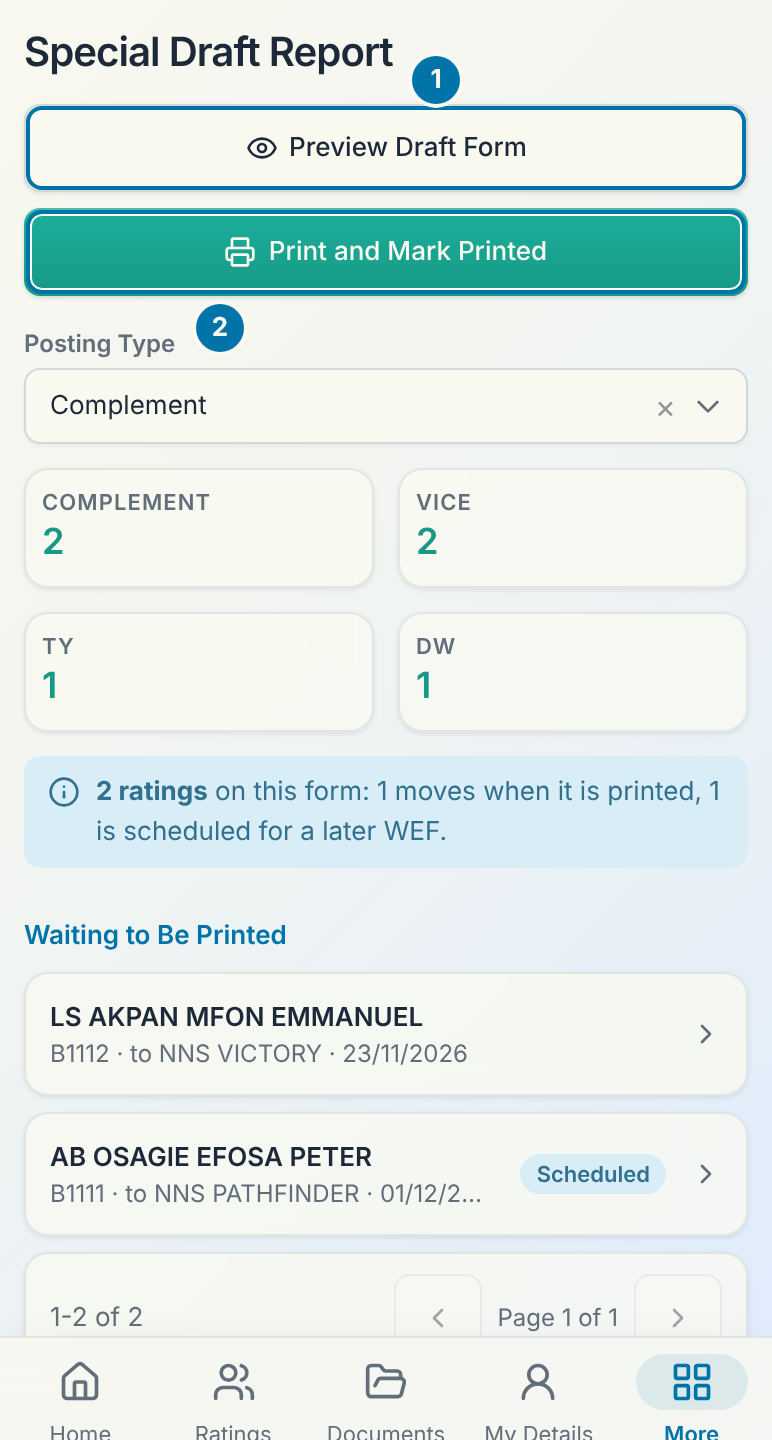 Special Draft Report
1
Preview Draft Form
Print and Mark Printed
2
Posting Type
Complement
COMPLEMENT
2
VICE
2
TY
1
DW
1
2 ratings on this form: 1 moves when it is printed, 1
is scheduled for a later WEF.
Waiting to Be Printed
LS AKPAN MFON EMMANUEL
B1112 · to NNS VICTORY · 23/11/2026
AB OSAGIE EFOSA PETER
B1111 · to NNS PATHFINDER · 01/12/2...
Scheduled
1-2 of 2
Page 1 of 1
Home
Ratings
Documents
My Details
More